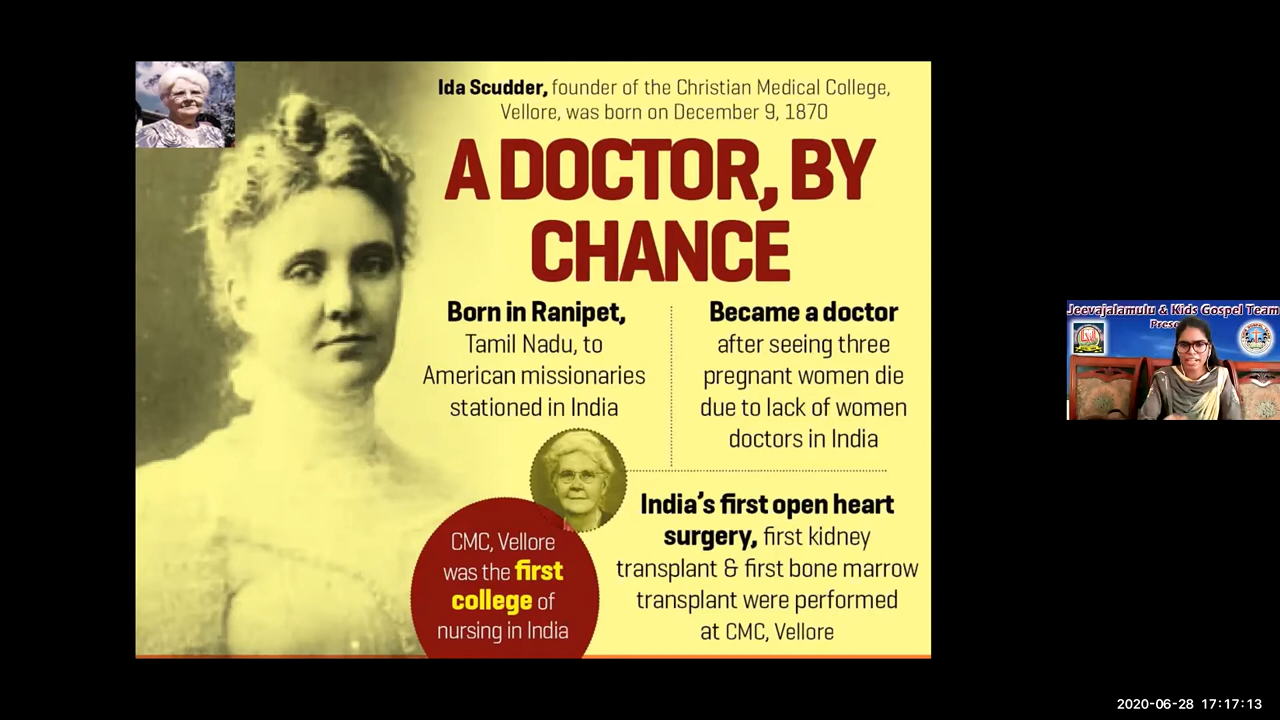 Ida Scudder, founder of the Christian Medical College,
Vellore, was born on December 9, 1870
A DOCTOR, BY
CHANCE
Born in Ranipet,
Tamil Nadu, to
American missionaries
stationed in India
Became a doctor
after seeing three
pregnant women die
due to lack of women
doctors in India
CMC, Vellore
was the first
college of
nursing in India
India's first open heart
surgery, first kidney
transplant & first bone marrow
transplant were performed
at CMC, Vellore
Jeevajalamulu & Kids Gospel Team
2020-06-28 17:17:13